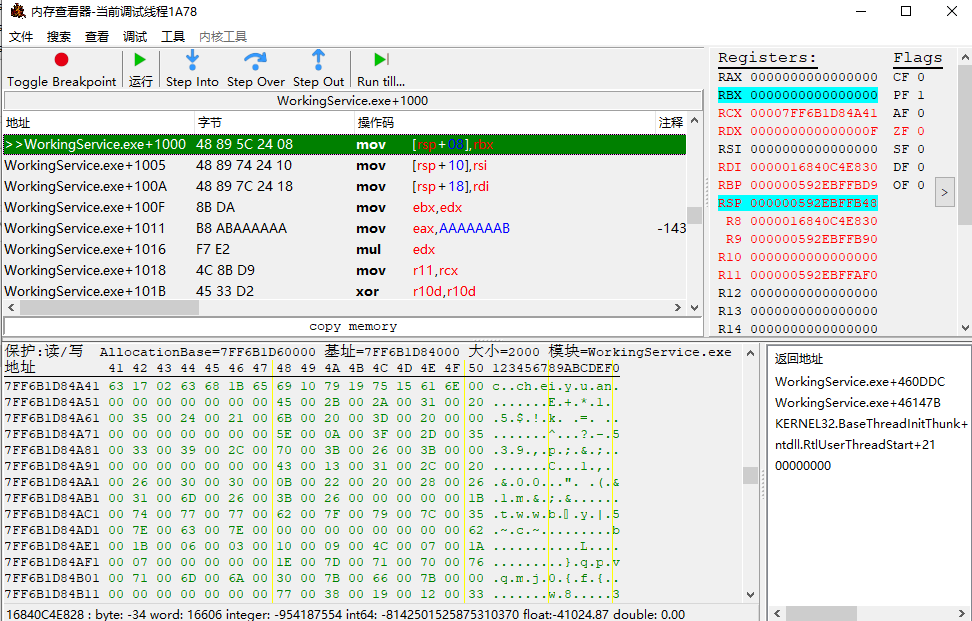 内存查看器-当前调试线程1A78
文件 搜索 查看 调试 工具 内核工具
Toggle Breakpoint 运行 Step Into Step Over Step Out Run till...
WorkingService.exe+1000
地址 字节 操作码 注释
>>WorkingService.exe+1000 48 89 5C 24 08 mov [rsp+08],rbx
WorkingService.exe+1005 48 89 74 24 10 mov [rsp+10],rsi
WorkingService.exe+100A 48 89 7C 24 18 mov [rsp+18],rdi
WorkingService.exe+100F 8B DA mov ebx,edx
WorkingService.exe+1011 B8 ABAAAAAA mov eax,AAAAAAAB -143
WorkingService.exe+1016 F7 E2 mul edx
WorkingService.exe+1018 4C 8B D9 mov r11,rcx
WorkingService.exe+101B 45 33 D2 xor r10d,r10d
copy memory
Registers: Flags
RAX 0000000000000000 CF 0
RBX 0000000000000000 PF 1
RCX 00007FF6B1D84A41 AF 0
RDX 000000000000000F ZF 0
RSI 0000000000000000 SF 0
RDI 0000016840C4E830 DF 0
RBP 000000592EBFFBD9 OF 0
RSP 000000592EBFFB48
R8 0000016840C4E830
R9 000000592EBFFB90
R10 0000000000000000
R11 000000592EBFFAF0
R12 0000000000000000
R13 0000000000000000
R14 0000000000000000
>
保护:读/写 AllocationBase=7FF6B1D60000 基址=7FF6B1D84000 大小=2000 模块=WorkingService.exe
地址 41 42 43 44 45 46 47 48 49 4A 4B 4C 4D 4E 4F 50 123456789ABCDEF0
7FF6B1D84A41 63 17 02 63 68 1B 65 69 10 79 19 75 15 61 6E 00 c..ch.ei.y.u.an.
7FF6B1D84A51 00 00 00 00 00 00 00 45 00 2B 00 2A 00 31 00 20 .......E.+.*.1.
7FF6B1D84A61 00 35 00 24 00 21 00 6B 00 20 00 3D 00 20 00 00 .5.$.!.k. .=. ..
7FF6B1D84A71 00 00 00 00 00 00 00 5E 00 0A 00 3F 00 2D 00 35 .......^...?.-.5
7FF6B1D84A81 00 33 00 39 00 2C 00 70 00 3B 00 26 00 3B 00 00 .3.9.,.p.;.&.;..
7FF6B1D84A91 00 00 00 00 00 00 00 43 00 13 00 31 00 2C 00 20 .......C...1.,.
7FF6B1D84AA1 00 26 00 30 00 30 00 0B 00 22 00 20 00 28 00 26 .&.0.0...". .(.&
7FF6B1D84AB1 00 31 00 6D 00 26 00 3B 00 26 00 00 00 00 00 1B .1.m.&.;.&......
7FF6B1D84AC1 00 74 00 77 00 77 00 62 00 7F 00 79 00 7C 00 35 .t.w.w.b.▯.y.|.5
7FF6B1D84AD1 00 7E 00 63 00 7E 00 00 00 00 00 00 00 00 00 62 .~.c.~.........b
7FF6B1D84AE1 00 1B 00 06 00 03 00 10 00 09 00 4C 00 07 00 1A ...........L....
7FF6B1D84AF1 00 07 00 00 00 00 00 1E 00 7D 00 71 00 70 00 76 .........}.q.p.v
7FF6B1D84B01 00 71 00 6D 00 6A 00 30 00 7B 00 66 00 7B 00 00 .q.m.j.0.{.f.{..
7FF6B1D84B11 00 00 00 00 00 00 00 77 00 38 00 19 00 12 00 33 .......w.8.....3
返回地址
WorkingService.exe+460DDC
WorkingService.exe+46147B
KERNEL32.BaseThreadInitThunk+
ntdll.RtlUserThreadStart+21
00000000
16840C4E828 : byte: -34 word: 16606 integer: -954187554 int64: -8142501525875310370 float:-41024.87 double: 0.00